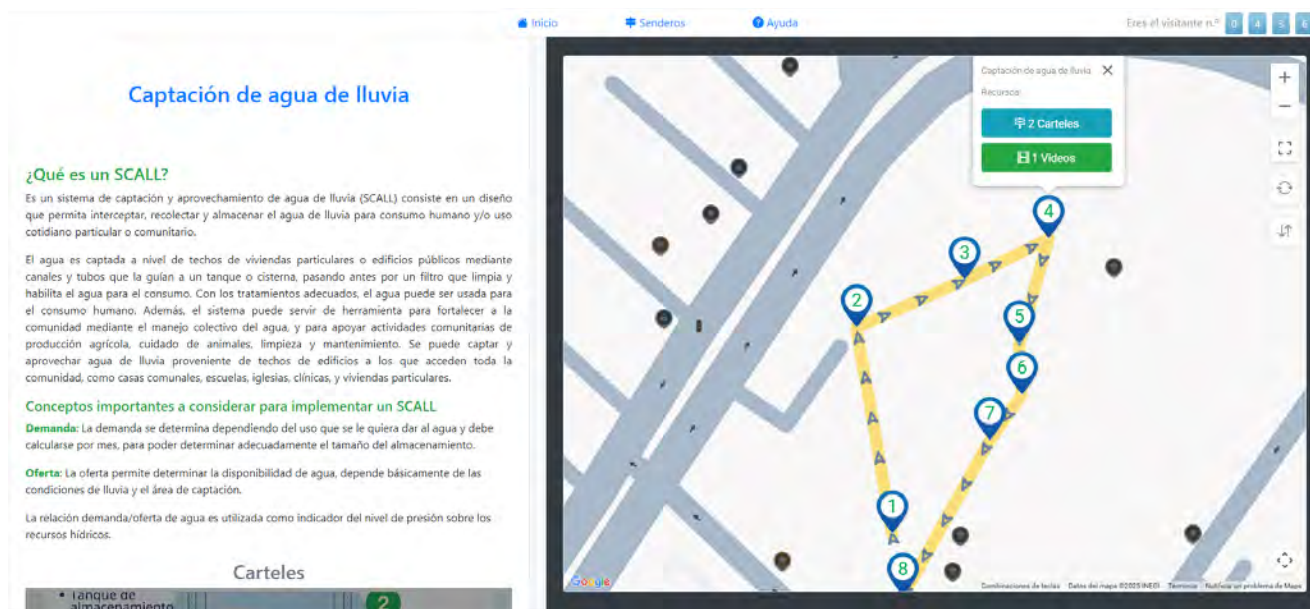 Inicio
Senderos
Ayuda
Eres el visitante n.º 0 4 5 6
Captación de agua de lluvia
¿Qué es un SCALL?
Es un sistema de captación y aprovechamiento de agua de lluvia (SCALL) consiste en un diseño
que permita interceptar, recolectar y almacenar el agua de lluvia para consumo humano y/o uso
cotidiano particular o comunitario.
El agua es captada a nivel de techos de viviendas particulares o edificios públicos mediante
canales y tubos que la guían a un tanque o cisterna, pasando antes por un filtro que limpia y
habilita el agua para el consumo. Con los tratamientos adecuados, el agua puede ser usada para
el consumo humano. Además, el sistema puede servir de herramienta para fortalecer a la
comunidad mediante el manejo colectivo del agua, y para apoyar actividades comunitarias de
producción agrícola, cuidado de animales, limpieza y mantenimiento. Se puede captar y
aprovechar agua de lluvia proveniente de techos de edificios a los que acceden toda la
comunidad, como casas comunales, escuelas, iglesias, clínicas, y viviendas particulares.
Conceptos importantes a considerar para implementar un SCALL
Demanda: La demanda se determina dependiendo del uso que se le quiera dar al agua y debe
calcularse por mes, para poder determinar adecuadamente el tamaño del almacenamiento.
Oferta: La oferta permite determinar la disponibilidad de agua, depende básicamente de las
condiciones de lluvia y el área de captación.
La relación demanda/oferta de agua es utilizada como indicador del nivel de presión sobre los
recursos hídricos.
Carteles
• Tanque de
almacenamiento
2
Captación de agua de lluvia
Recursos:
2 Carteles
1 Videos
4
3
2
5
6
7
1
8
Google
Combinaciones de teclas
Datos del mapa ©2025 INEGI
Términos
Notificar un problema de Maps